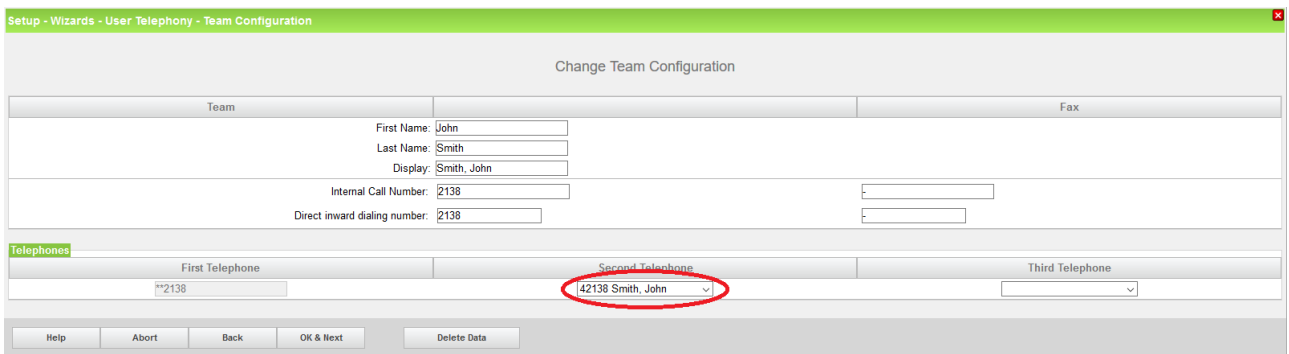 Setup - Wizards - User Telephony - Team Configuration
Change Team Configuration
Team Fax
First Name: John
Last Name: Smith
Display: Smith, John
Internal Call Number: 2138 -
Direct inward dialing number: 2138 -
Telephones
First Telephone Second Telephone Third Telephone
**2138 42138 Smith, John
Help Abort Back OK & Next Delete Data